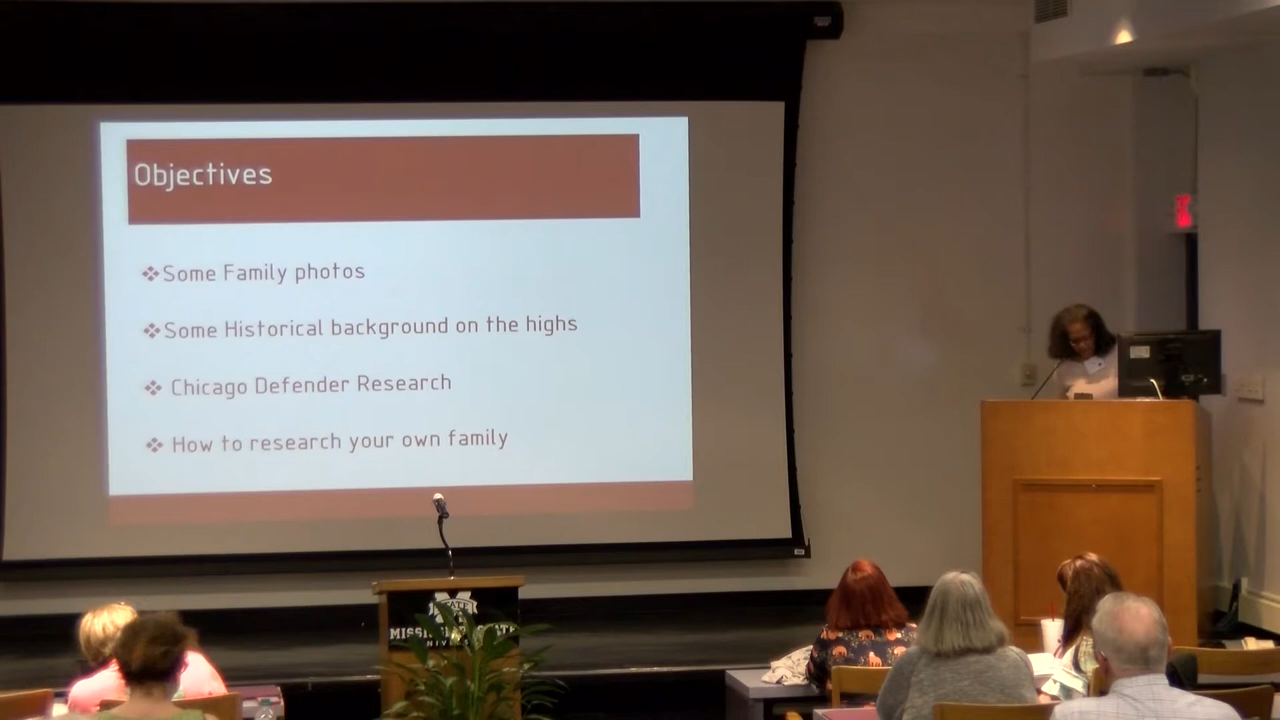 Objectives
❖Some Family photos
❖Some Historical background on the highs
❖ Chicago Defender Research
❖ How to research your own family
STATE